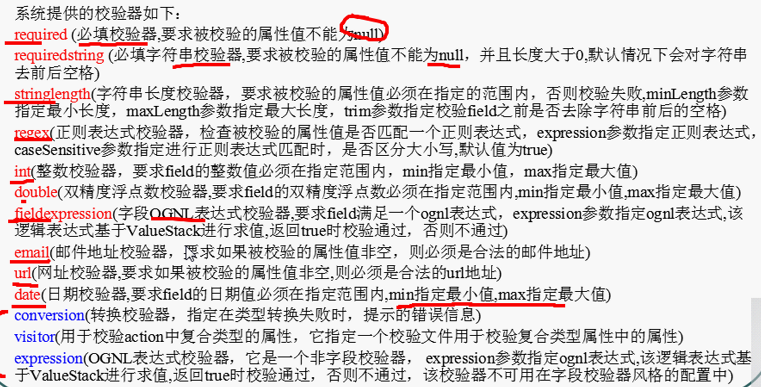 系统提供的校验器如下：
required (必填校验器,要求被校验的属性值不能为null)
requiredstring (必填字符串校验器,要求被校验的属性值不能为null，并且长度大于0,默认情况下会对字符串
去前后空格)
stringlength(字符串长度校验器，要求被校验的属性值必须在指定的范围内，否则校验失败,minLength参数
指定最小长度，maxLength参数指定最大长度，trim参数指定校验field之前是否去除字符串前后的空格)
regex(正则表达式校验器，检查被校验的属性值是否匹配一个正则表达式，expression参数指定正则表达式，
caseSensitive参数指定进行正则表达式匹配时，是否区分大小写,默认值为true)
int(整数校验器，要求field的整数值必须在指定范围内，min指定最小值，max指定最大值)
double(双精度浮点数校验器,要求field的双精度浮点数必须在指定范围内,min指定最小值,max指定最大值)
fieldexpression(字段OGNL表达式校验器,要求field满足一个ognl表达式，expression参数指定ognl表达式,该
逻辑表达式基于ValueStack进行求值,返回true时校验通过，否则不通过)
email(邮件地址校验器，要求如果被校验的属性值非空，则必须是合法的邮件地址)
url(网址校验器,要求如果被校验的属性值非空,则必须是合法的url地址)
date(日期校验器,要求field的日期值必须在指定范围内,min指定最小值,max指定最大值)
conversion(转换校验器，指定在类型转换失败时，提示的错误信息)
visitor(用于校验action中复合类型的属性，它指定一个校验文件用于校验复合类型属性中的属性)
expression(OGNL表达式校验器，它是一个非字段校验器， expression参数指定ognl表达式,该逻辑表达式基
于ValueStack进行求值,返回true时校验通过，否则不通过，该校验器不可用在字段校验器风格的配置中)